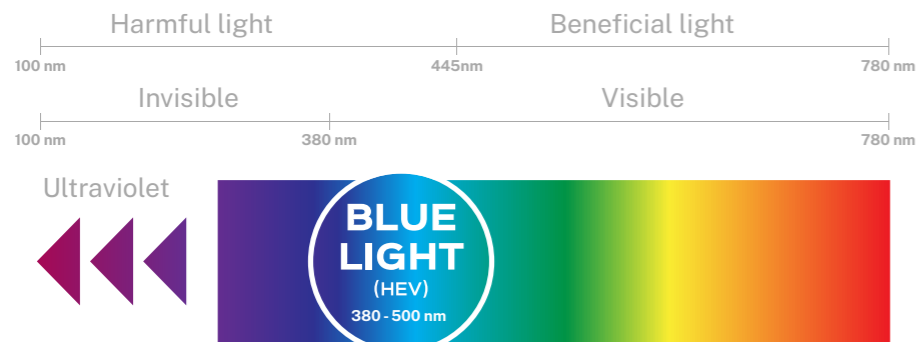 Harmful light Beneficial light
100 nm 445nm 780 nm
Invisible Visible
100 nm 380 nm 780 nm
Ultraviolet
BLUE
LIGHT
(HEV)
380 - 500 nm